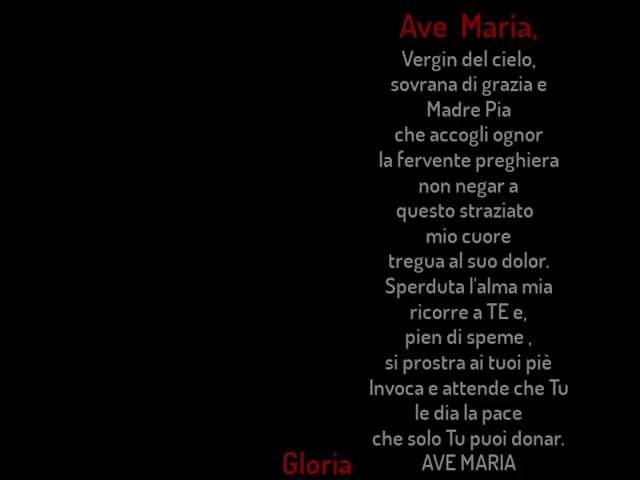 Ave Maria,
Vergin del cielo,
sovrana di grazia e
Madre Pia
che accogli ognor
la fervente preghiera
non negar a
questo straziato
mio cuore
tregua al suo dolor.
Sperduta l'alma mia
ricorre a TE e,
pien di speme ,
si prostra ai tuoi piè
Invoca e attende che Tu
le dia la pace
che solo Tu puoi donar.
AVE MARIA
Gloria